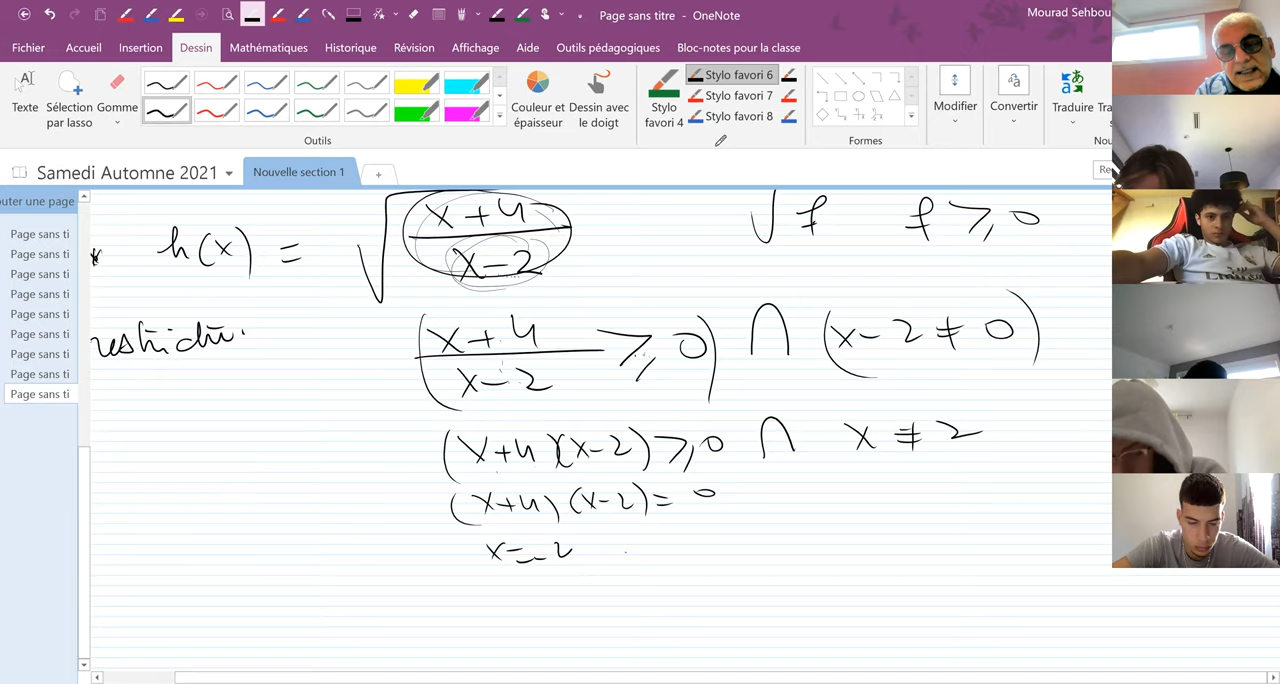 Page sans titre - OneNote
Mourad Sehbou
Fichier Accueil Insertion Dessin Mathématiques Historique Révision Affichage Aide Outils pédagogiques Bloc-notes pour la classe
Texte
Sélection par lasso
Gomme
Outils
Couleur et épaisseur
Dessin avec le doigt
Stylo favori 4
Stylo favori 6
Stylo favori 7
Stylo favori 8
Formes
Modifier
Convertir
Traduire
Nou
Samedi Automne 2021
Nouvelle section 1
+
Re
outer une page
Page sans ti
Page sans ti
Page sans ti
Page sans ti
Page sans ti
Page sans ti
Page sans ti
Page sans ti
Page sans ti
* h(x) = √((x+4)/(x-2)) √f f ≥ 0
((x+4)/(x-2) ≥ 0) ∩ (x-2 ≠ 0)
(x+4)(x-2) ≥ 0 ∩ x ≠ 2
(x+4)(x-2) = 0